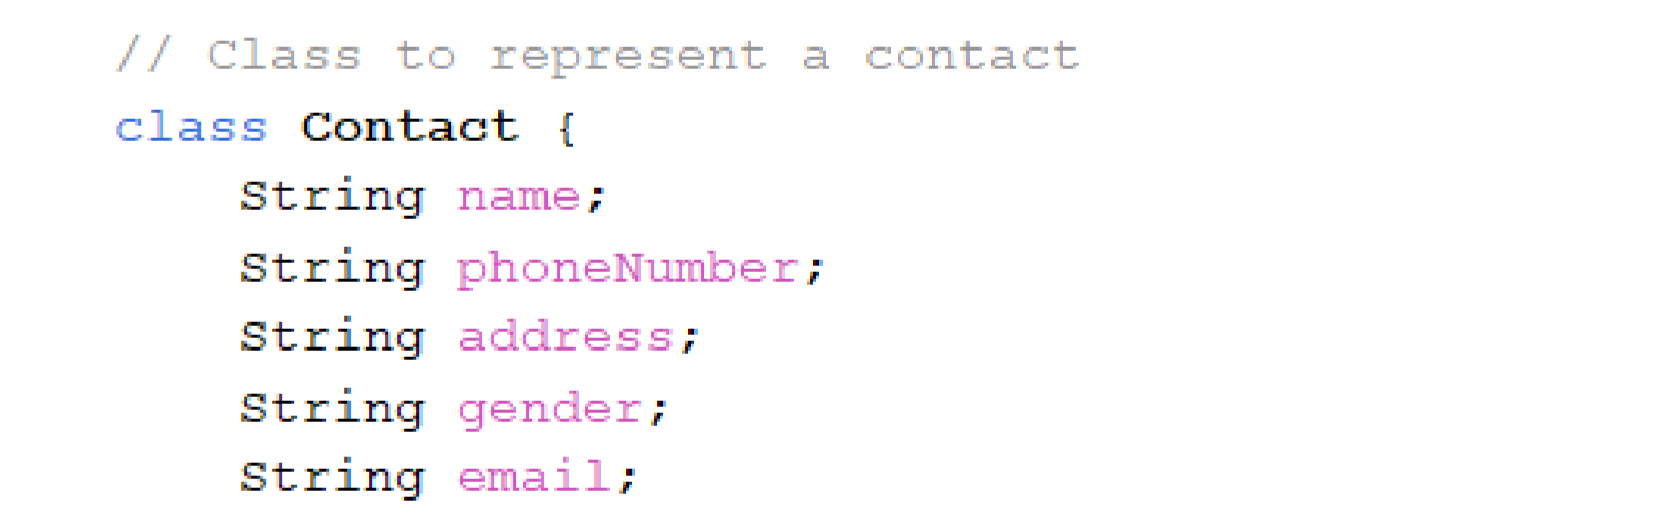 // Class to represent a contact
class Contact {
String name;
String phoneNumber;
String address;
String gender;
String email;